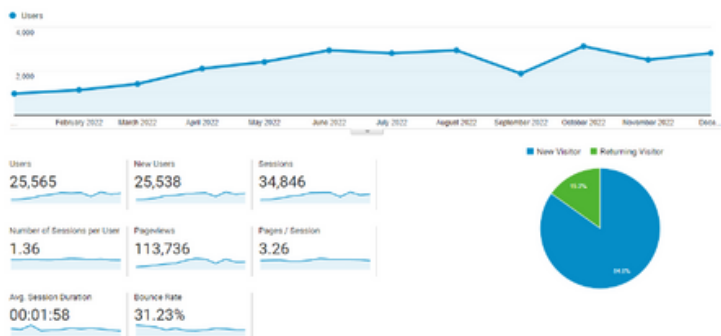 Users
4,000
2,000
... February 2022 March 2022 April 2022 May 2022 June 2022 July 2022 August 2022 September 2022 October 2022 November 2022 Dece...
New Visitor Returning Visitor
Users New Users Sessions
25,565 25,538 34,846
Number of Sessions per User Pageviews Pages / Session
1.36 113,736 3.26
Avg. Session Duration Bounce Rate
00:01:58 31.23%